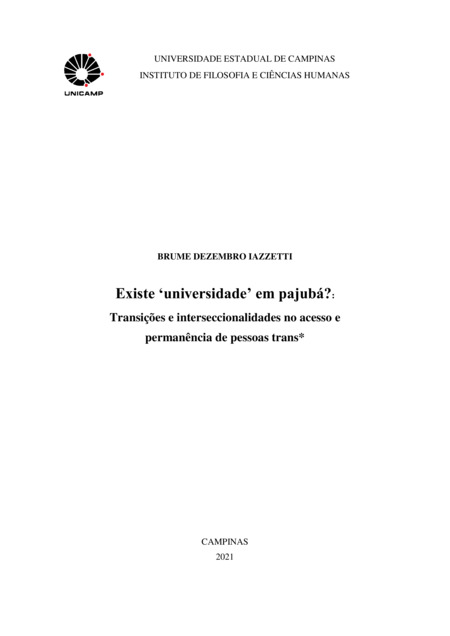 UNIVERSIDADE ESTADUAL DE CAMPINAS
INSTITUTO DE FILOSOFIA E CIÊNCIAS HUMANAS
UNICAMP
BRUME DEZEMBRO IAZZETTI
Existe ‘universidade’ em pajubá?:
Transições e interseccionalidades no acesso e
permanência de pessoas trans*
CAMPINAS
2021